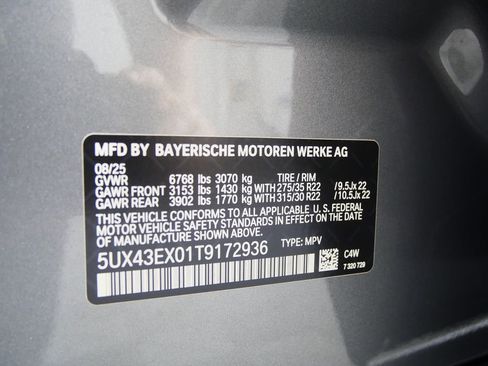 MFD BY BAYERISCHE MOTOREN WERKE AG
08/25
GVWR 6768 lbs 3070 kg TIRE / RIM
GAWR FRONT 3153 lbs 1430 kg WITH 275/35 R22 / 9.5Jx 22
GAWR REAR 3902 lbs 1770 kg WITH 315/30 R22 / 10.5Jx 22
THIS VEHICLE CONFORMS TO ALL APPLICABLE U.S. FEDERAL
MOTOR VEHICLE SAFETY STANDARDS IN EFFECT ON THE
DATE OF MANUFACTURE SHOWN ABOVE.
5UX43EX01T9172936 TYPE: MPV
C4W
7 320 729